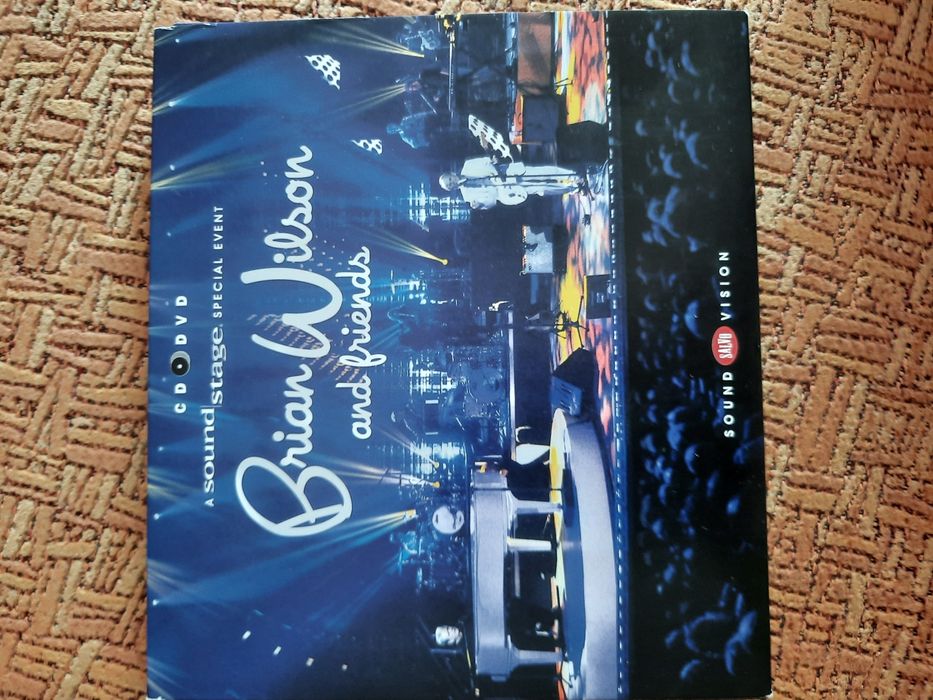 CD DVD
A soundstage SPECIAL EVENT
Brian Wilson
and friends
SOUND SALVO VISION